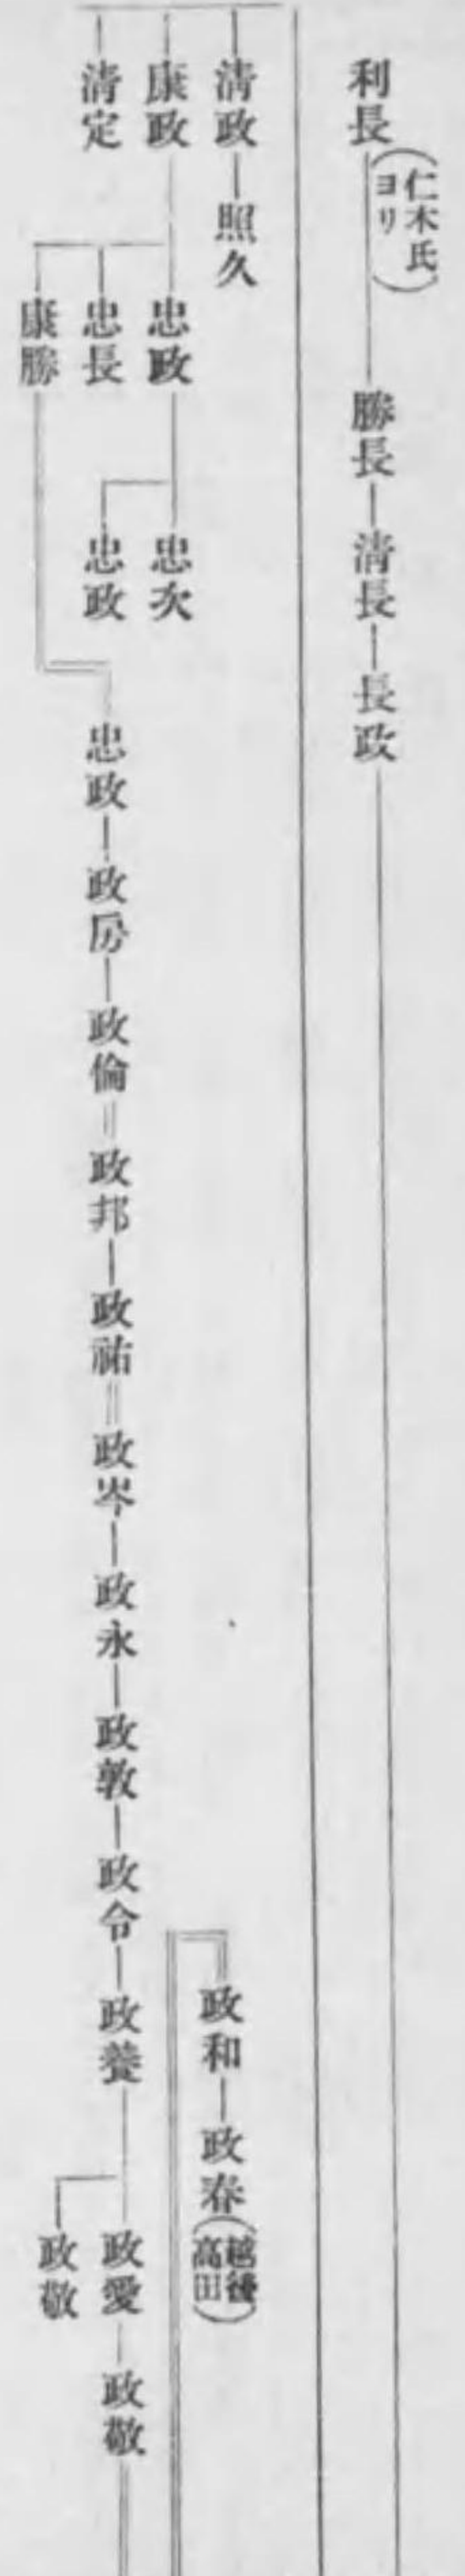 利長(仁木氏ヨリ)―勝長―清長―長政
清政―照久
康政―忠政―忠次
忠政
忠長
康勝＝忠政―政房―政倫＝政邦―政祐＝政岑―政永―政敦―政令―政養―政愛―政敬
政敬
清定
政和―政春(越後高田)